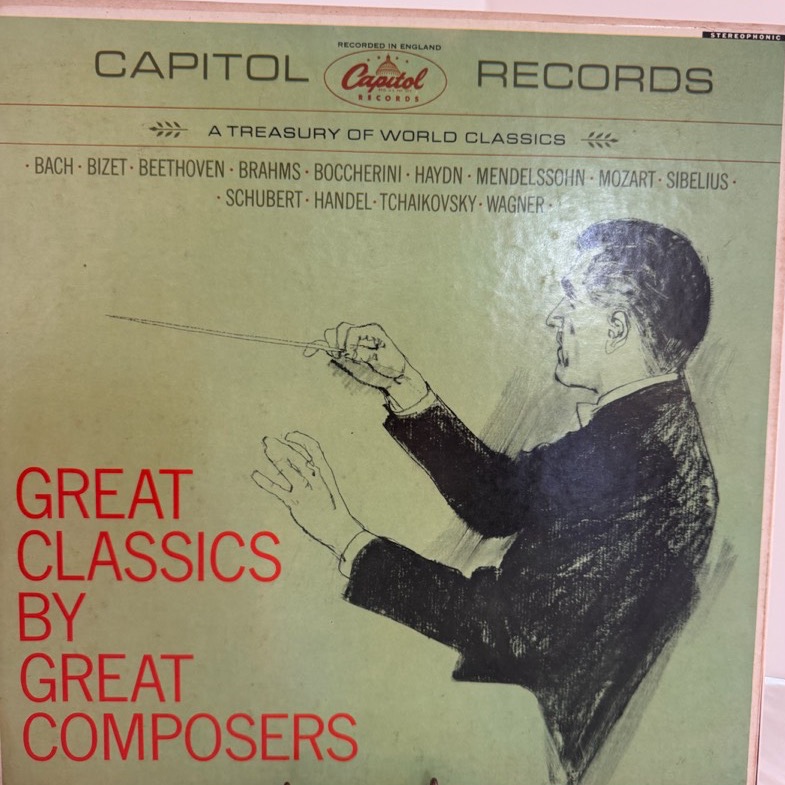 STEREOPHONIC
RECORDED IN ENGLAND
CAPITOL Capitol RECORDS
RECORDS
A TREASURY OF WORLD CLASSICS
· BACH · BIZET · BEETHOVEN · BRAHMS · BOCCHERINI · HAYDN · MENDELSSOHN · MOZART · SIBELIUS ·
· SCHUBERT · HANDEL · TCHAIKOVSKY · WAGNER ·
GREAT
CLASSICS
BY
GREAT
COMPOSERS